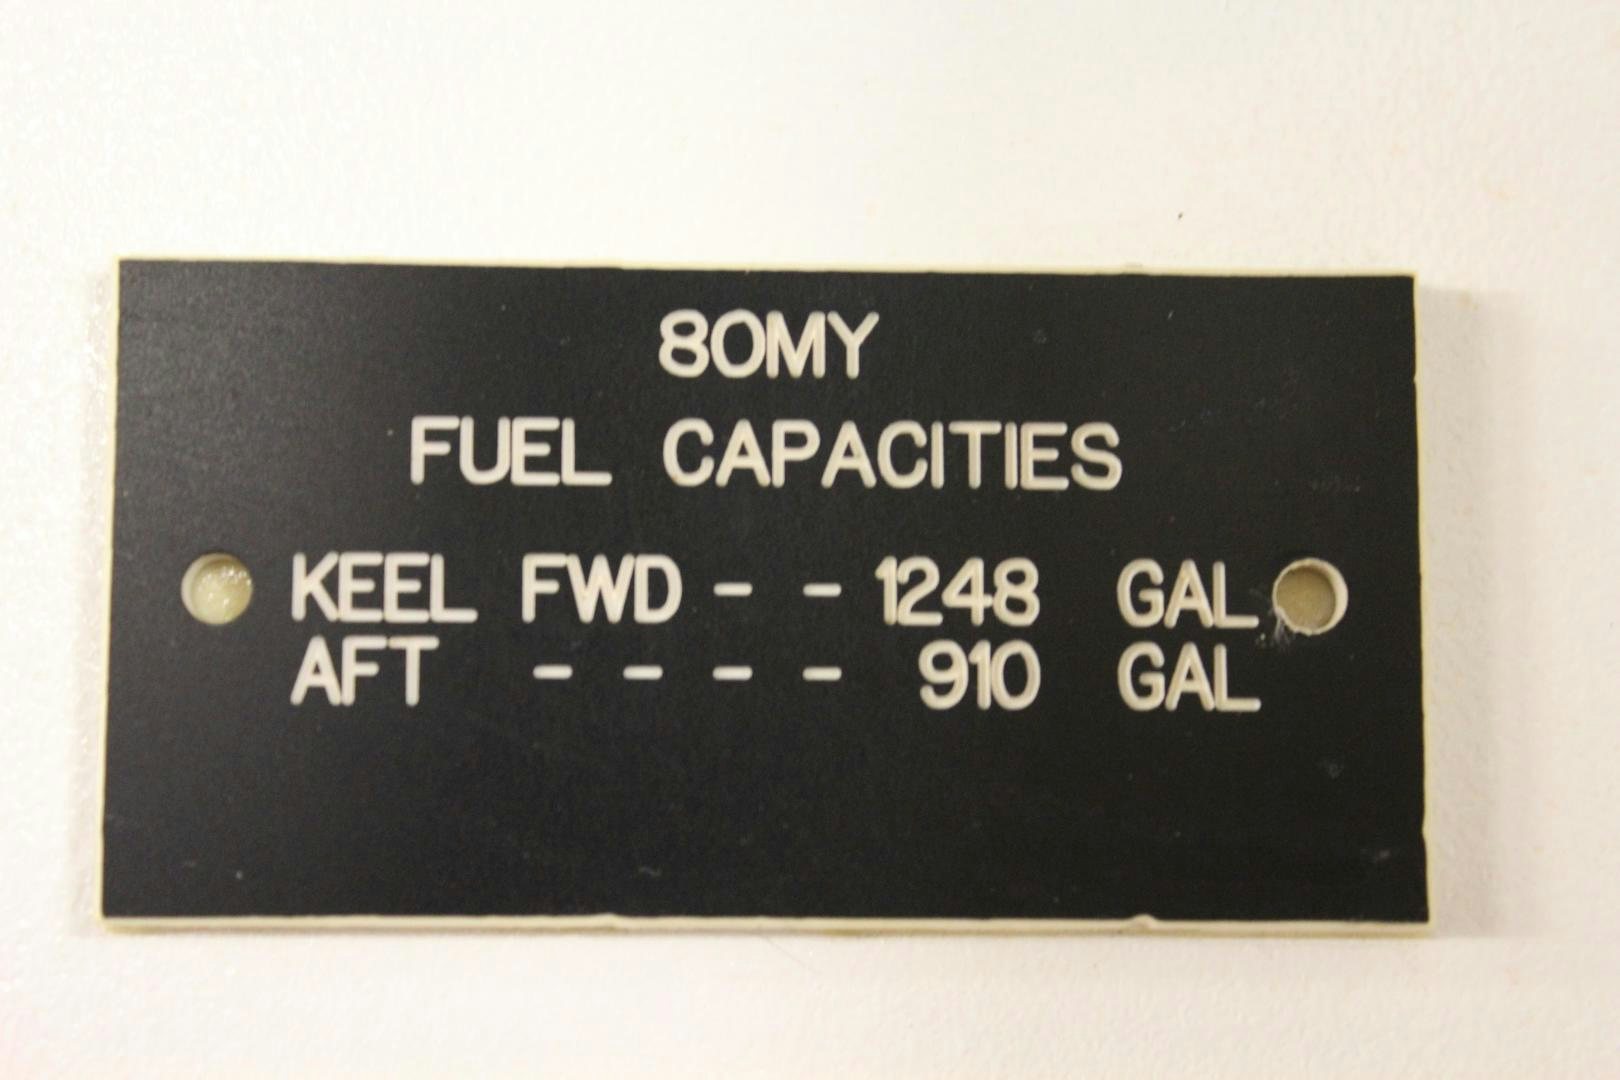 80MY
FUEL CAPACITIES
KEEL FWD - - 1248 GAL
AFT - - - - 910 GAL